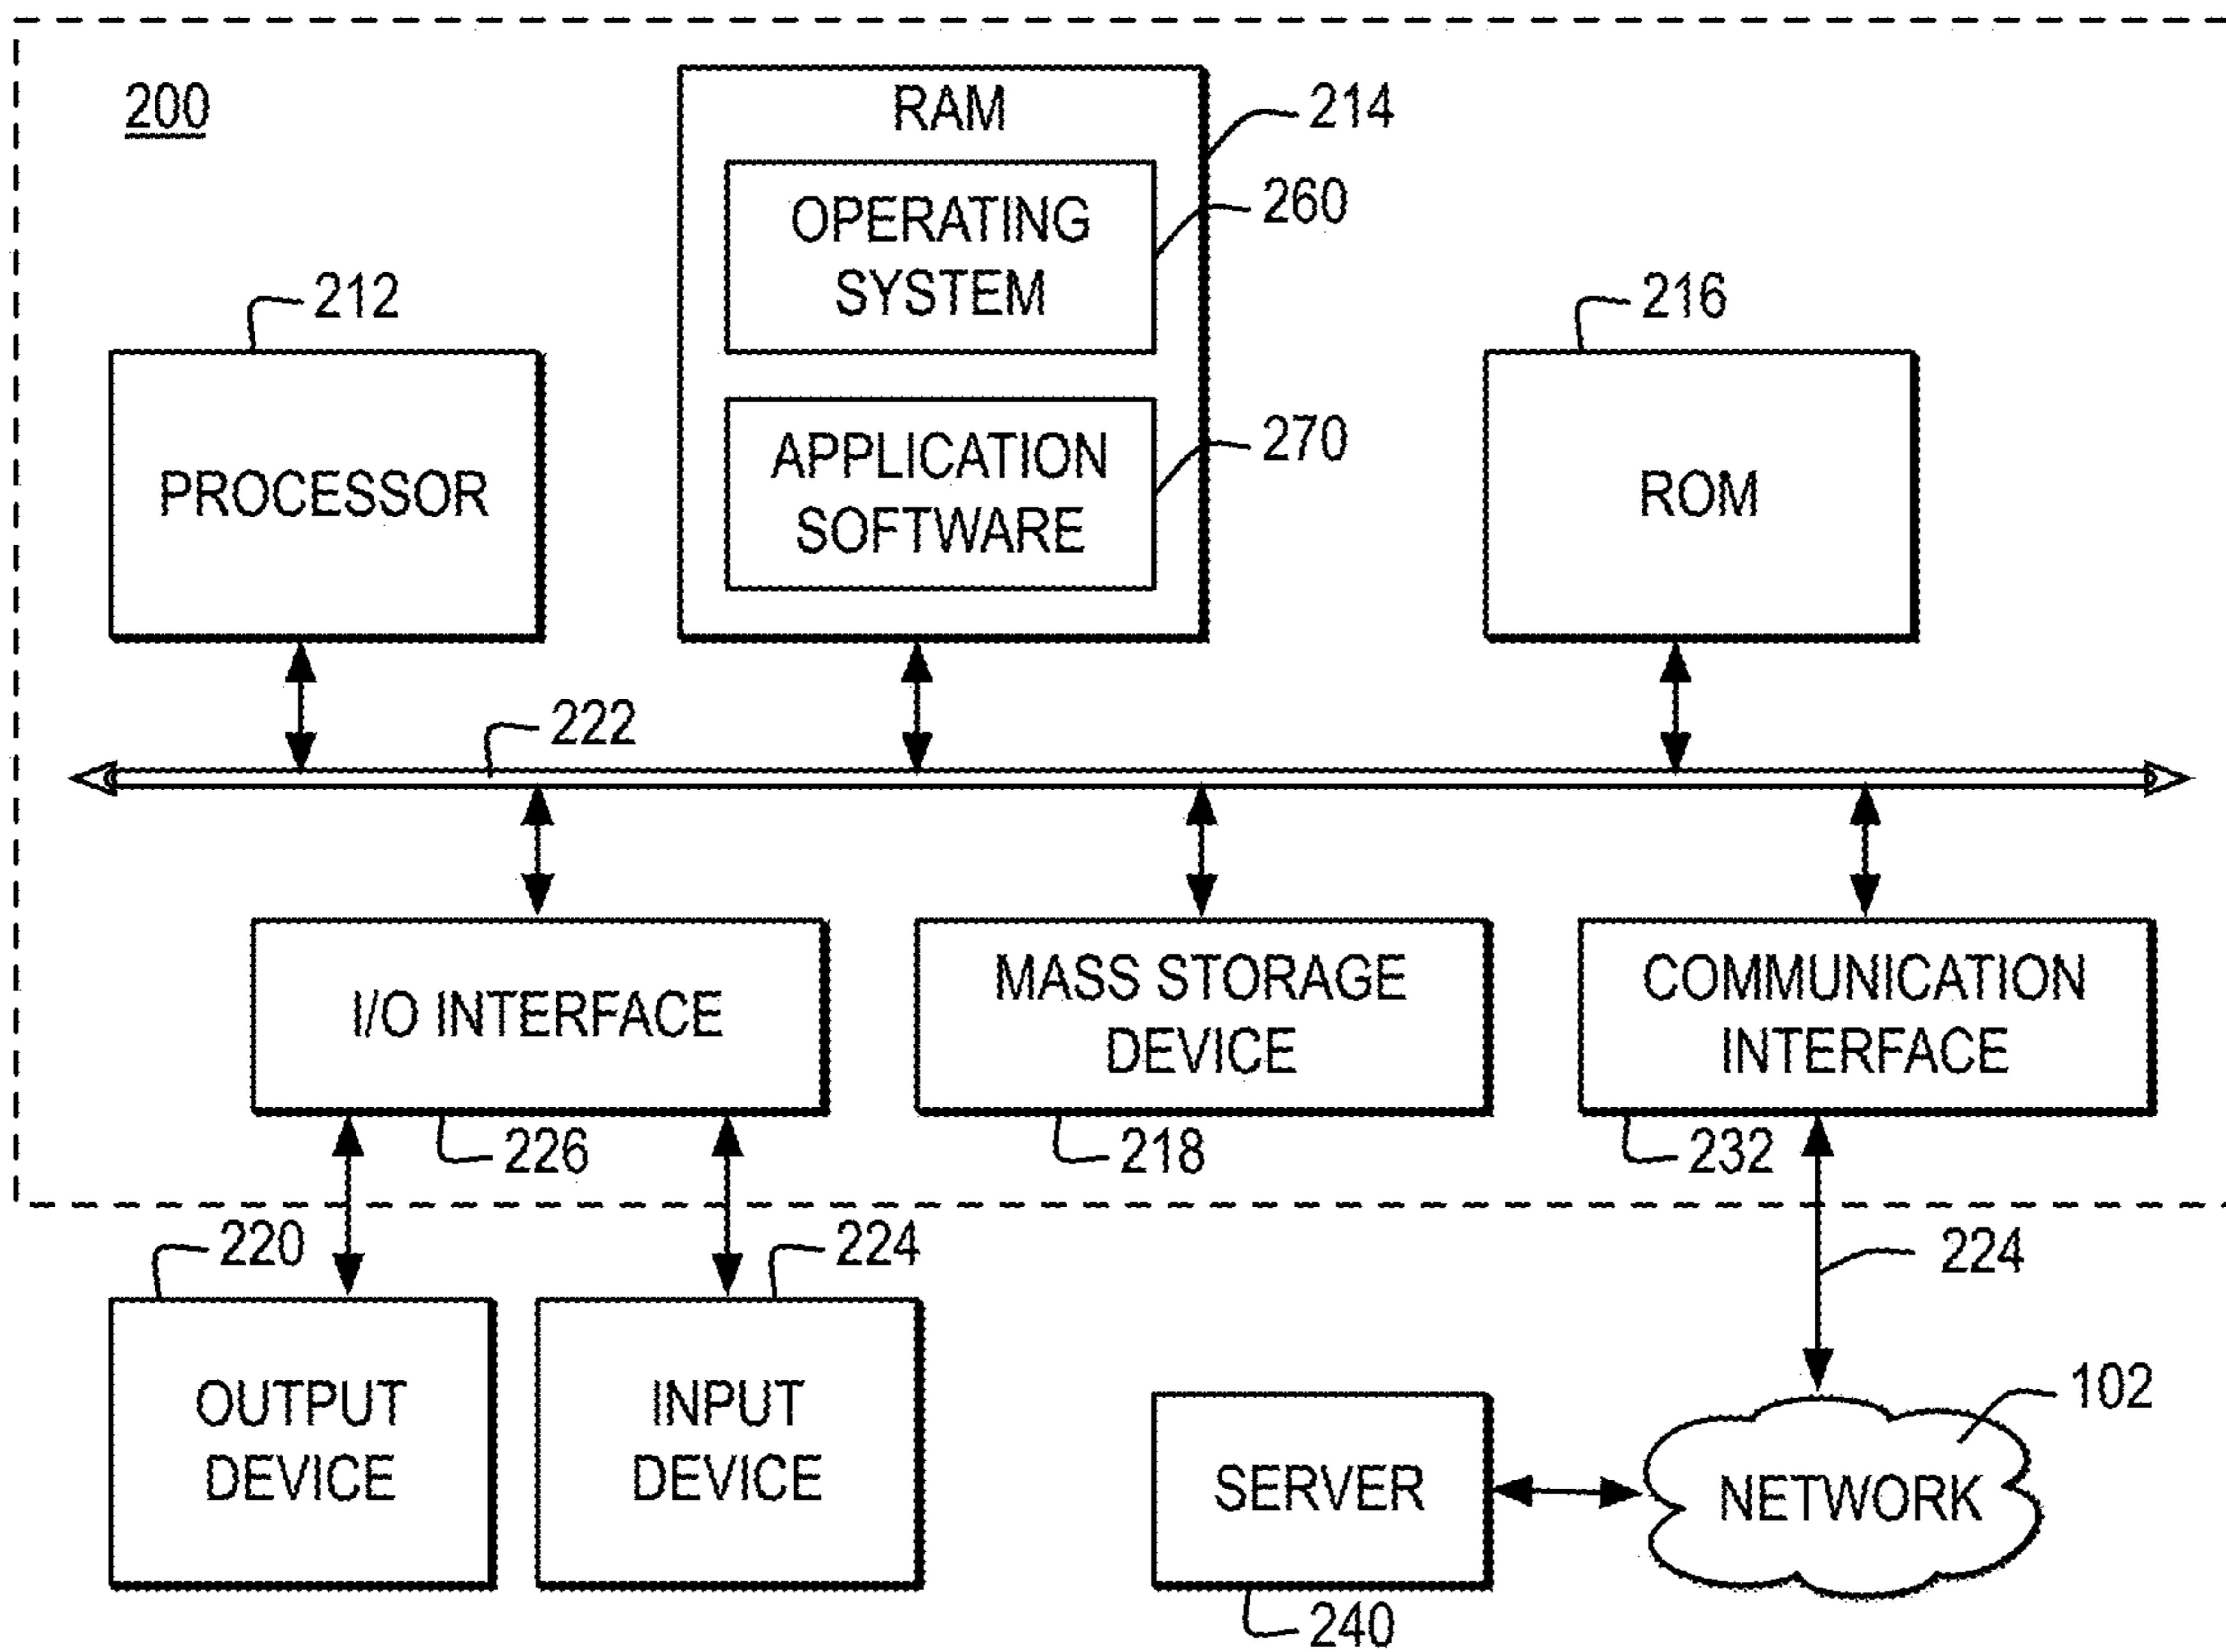 200
RAM
214
OPERATING
SYSTEM
260
212
216
APPLICATION
SOFTWARE
270
PROCESSOR
ROM
222
I/O INTERFACE
MASS STORAGE
DEVICE
COMMUNICATION
INTERFACE
226
218
232
220
224
224
OUTPUT
DEVICE
INPUT
DEVICE
102
SERVER
NETWORK
240